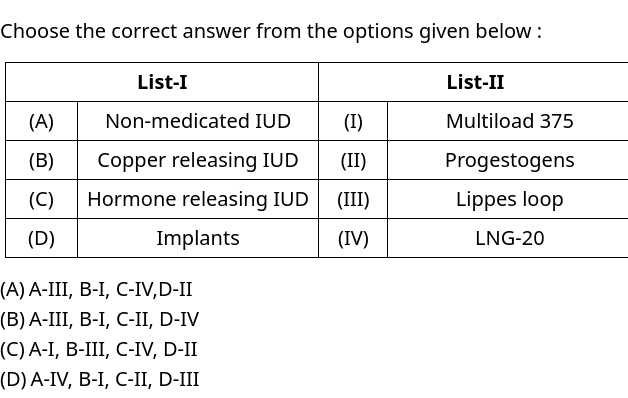 Choose the correct answer from the options given below :
List-I List-II
(A) Non-medicated IUD (I) Multiload 375
(B) Copper releasing IUD (II) Progestogens
(C) Hormone releasing IUD (III) Lippes loop
(D) Implants (IV) LNG-20
(A) A-III, B-I, C-IV,D-II
(B) A-III, B-I, C-II, D-IV
(C) A-I, B-III, C-IV, D-II
(D) A-IV, B-I, C-II, D-III